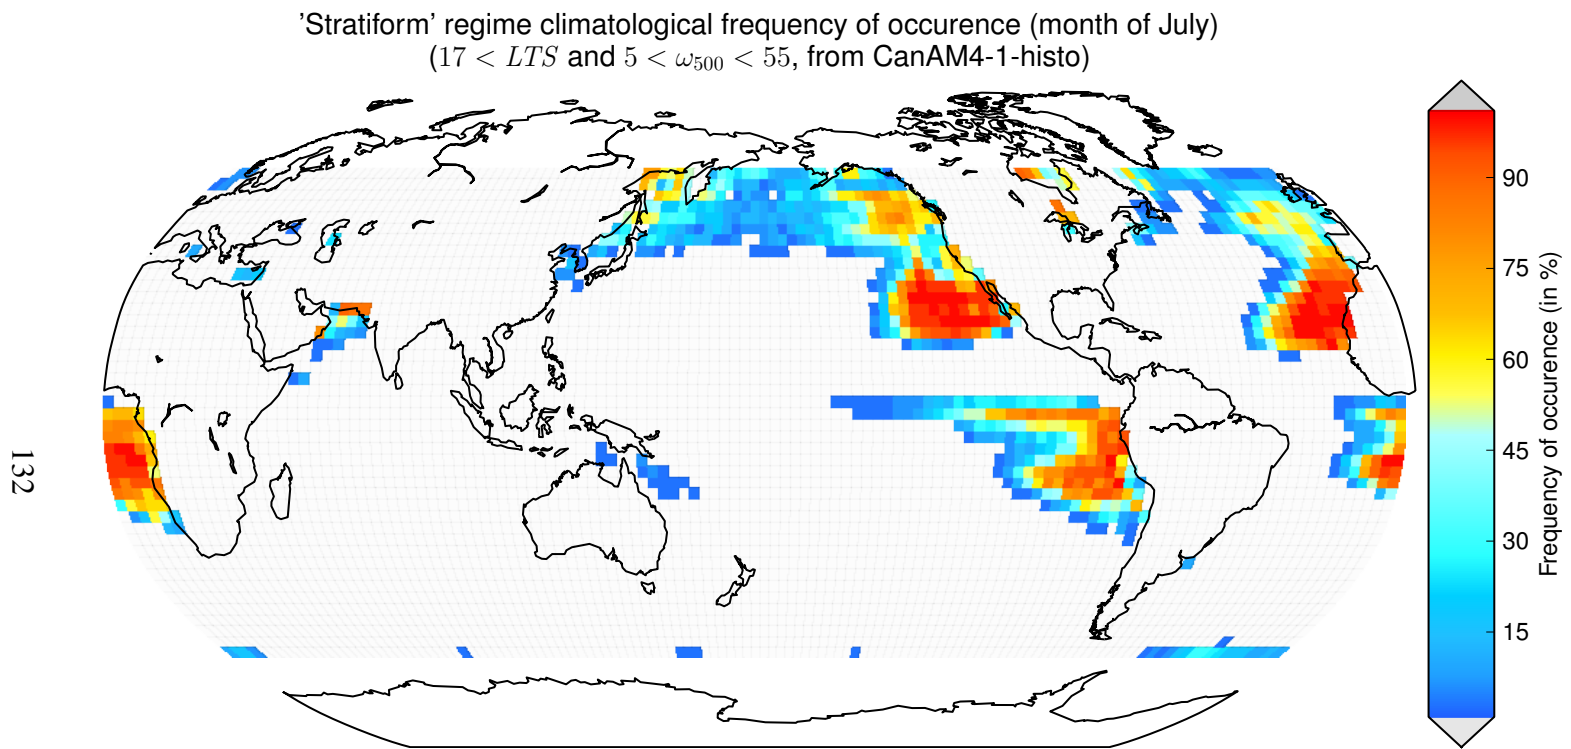 ’Stratiform’ regime climatological frequency of occurence (month of July)
(17 < LTS and 5 < ω500 < 55, from CanAM4-1-histo)
90
75
60
45
30
15
Frequency of occurence (in %)
132